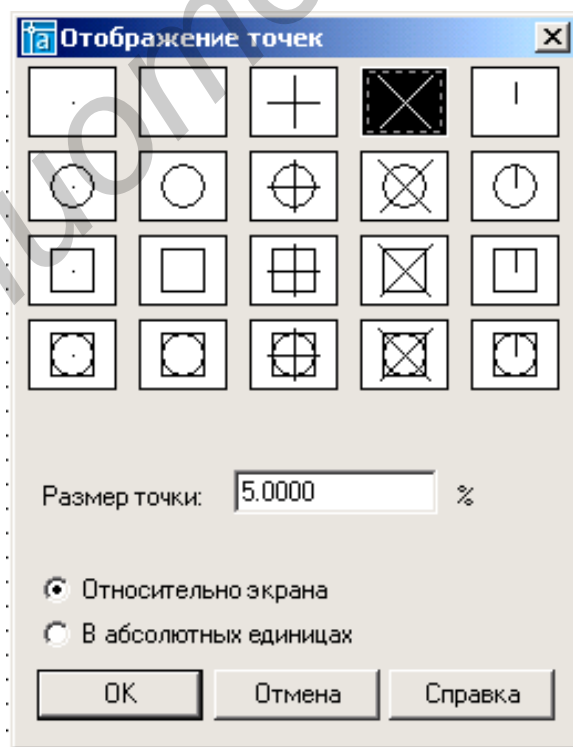 Отображение точек
Размер точки: 5.0000 %
Относительно экрана
В абсолютных единицах
OK Отмена Справка